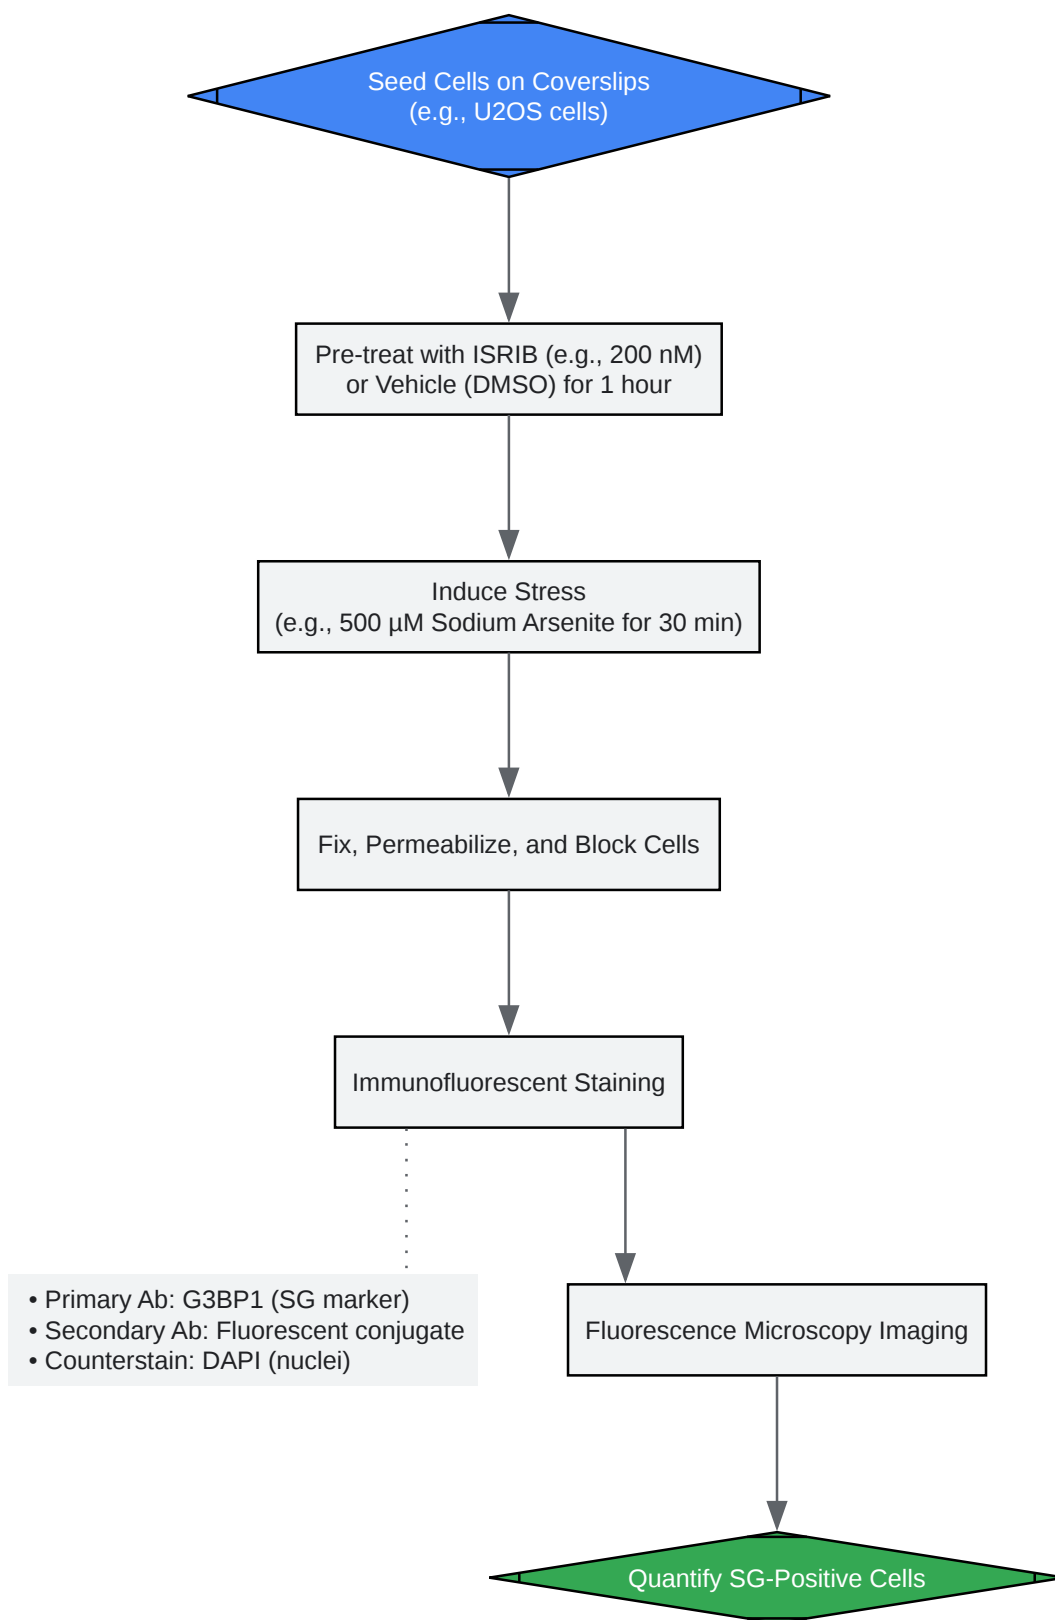 Seed Cells on Coverslips
(e.g., U2OS cells)
Pre-treat with ISRIB (e.g., 200 nM)
or Vehicle (DMSO) for 1 hour
Induce Stress
(e.g., 500 µM Sodium Arsenite for 30 min)
Fix, Permeabilize, and Block Cells
Immunofluorescent Staining
• Primary Ab: G3BP1 (SG marker)
• Secondary Ab: Fluorescent conjugate
• Counterstain: DAPI (nuclei)
Fluorescence Microscopy Imaging
Quantify SG-Positive Cells